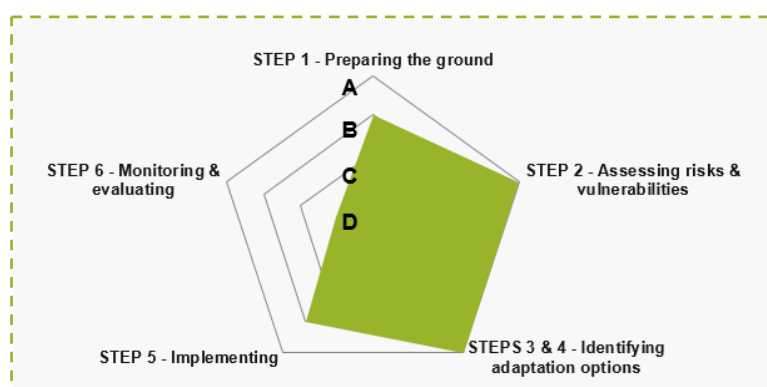 STEP 1 - Preparing the ground
A
B
STEP 6 - Monitoring &
evaluating
C
STEP 2 - Assessing risks &
vulnerabilities
D
STEP 5 - Implementing
STEPS 3 & 4 - Identifying
adaptation options